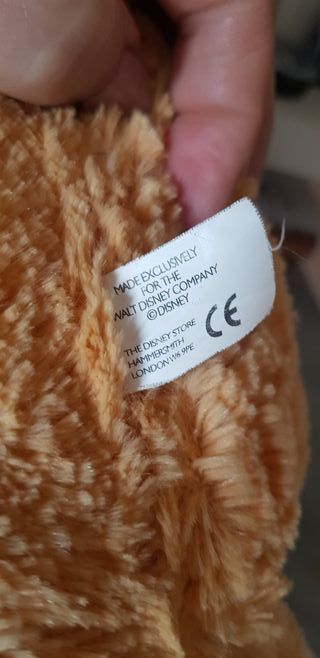 MADE EXCLUSIVELY
FOR THE
WALT DISNEY COMPANY
©DISNEY
THE DISNEY STORE
HAMMERSMITH
LONDON W6 9PE
CE